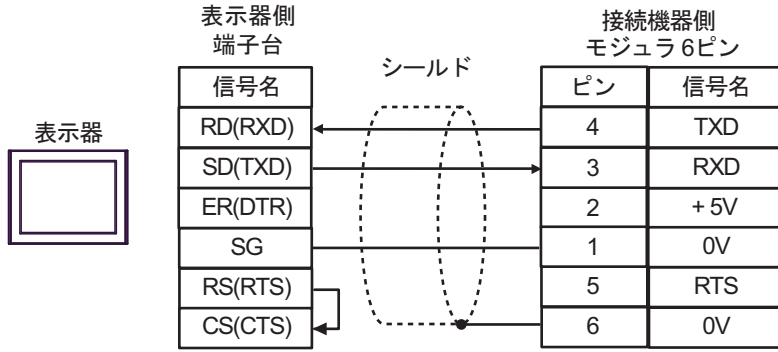 表示器側
端子台
接続機器側
モジュラ 6ピン
シールド
信号名
ピン
信号名
表示器
RD(RXD)
4
TXD
SD(TXD)
3
RXD
ER(DTR)
2
+5V
SG
1
0V
RS(RTS)
5
RTS
CS(CTS)
6
0V